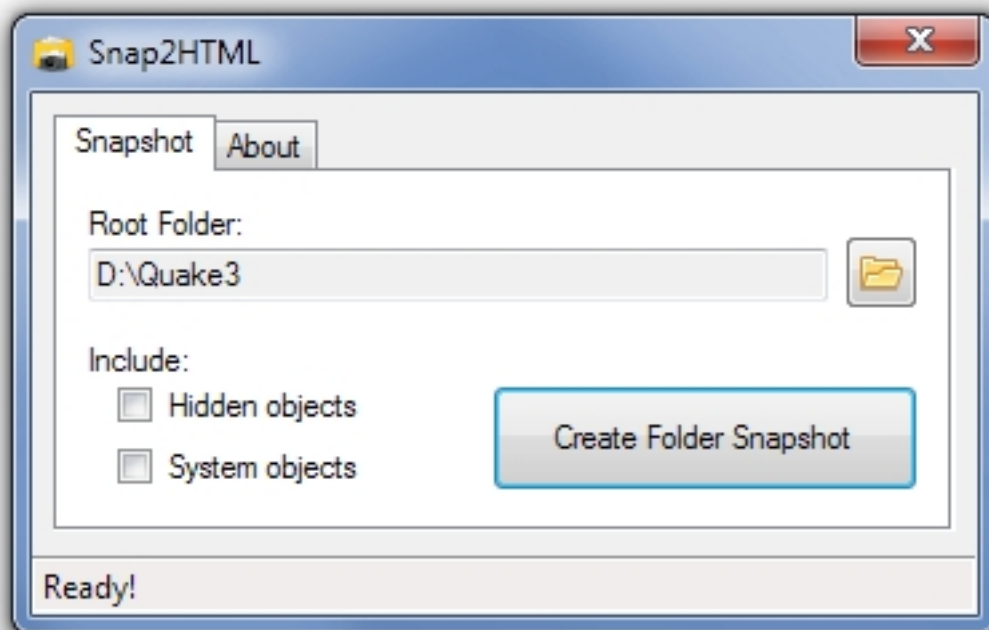 Snap2HTML
Snapshot
About
Root Folder:
D:\Quake3
Include:
Hidden objects
System objects
Create Folder Snapshot
Ready!